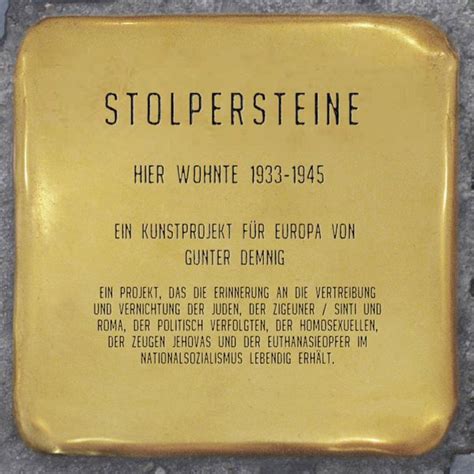 STOLPERSTEINE
HIER WOHNTE 1933-1945
EIN KUNSTPROJEKT FÜR EUROPA VON
GUNTER DEMNIG
EIN PROJEKT, DAS DIE ERINNERUNG AN DIE VERTREIBUNG
UND VERNICHTUNG DER JUDEN, DER ZIGEUNER / SINTI UND
ROMA, DER POLITISCH VERFOLGTEN, DER HOMOSEXUELLEN,
DER ZEUGEN JEHOVAS UND DER EUTHANASIEOPFER IM
NATIONALSOZIALISMUS LEBENDIG ERHÄLT.